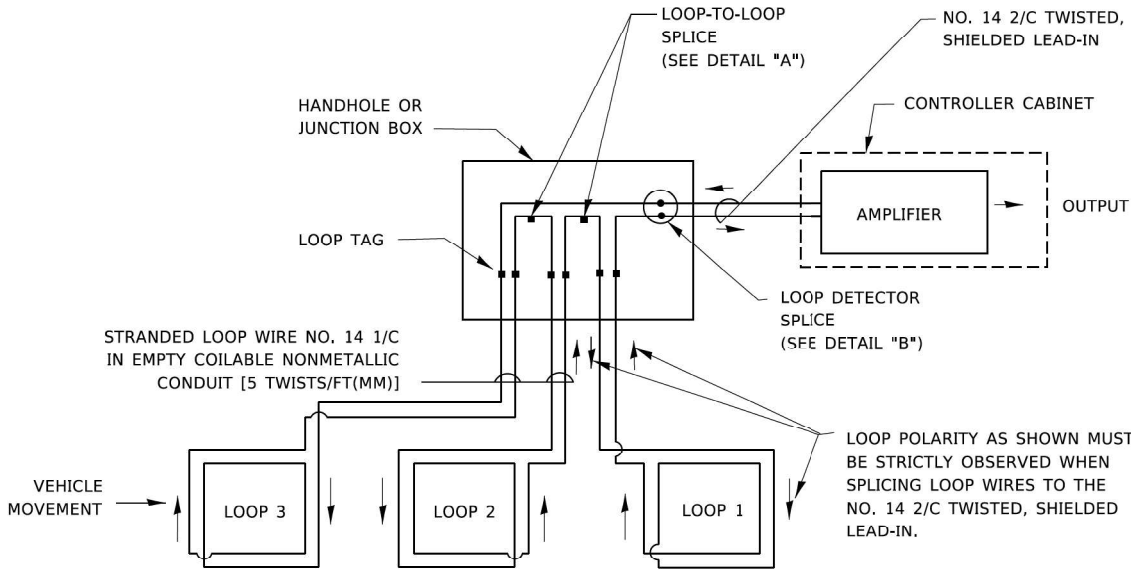 LOOP-TO-LOOP
SPLICE
(SEE DETAIL "A")
NO. 14 2/C TWISTED,
SHIELDED LEAD-IN
HANDHOLE OR
JUNCTION BOX
CONTROLLER CABINET
AMPLIFIER
OUTPUT
LOOP TAG
LOOP DETECTOR
SPLICE
(SEE DETAIL "B")
STRANDED LOOP WIRE NO. 14 1/C
IN EMPTY COILABLE NONMETALLIC
CONDUIT [5 TWISTS/FT(MM)]
LOOP POLARITY AS SHOWN MUST
BE STRICTLY OBSERVED WHEN
SPLICING LOOP WIRES TO THE
NO. 14 2/C TWISTED, SHIELDED
LEAD-IN.
VEHICLE
MOVEMENT
LOOP 3
LOOP 2
LOOP 1